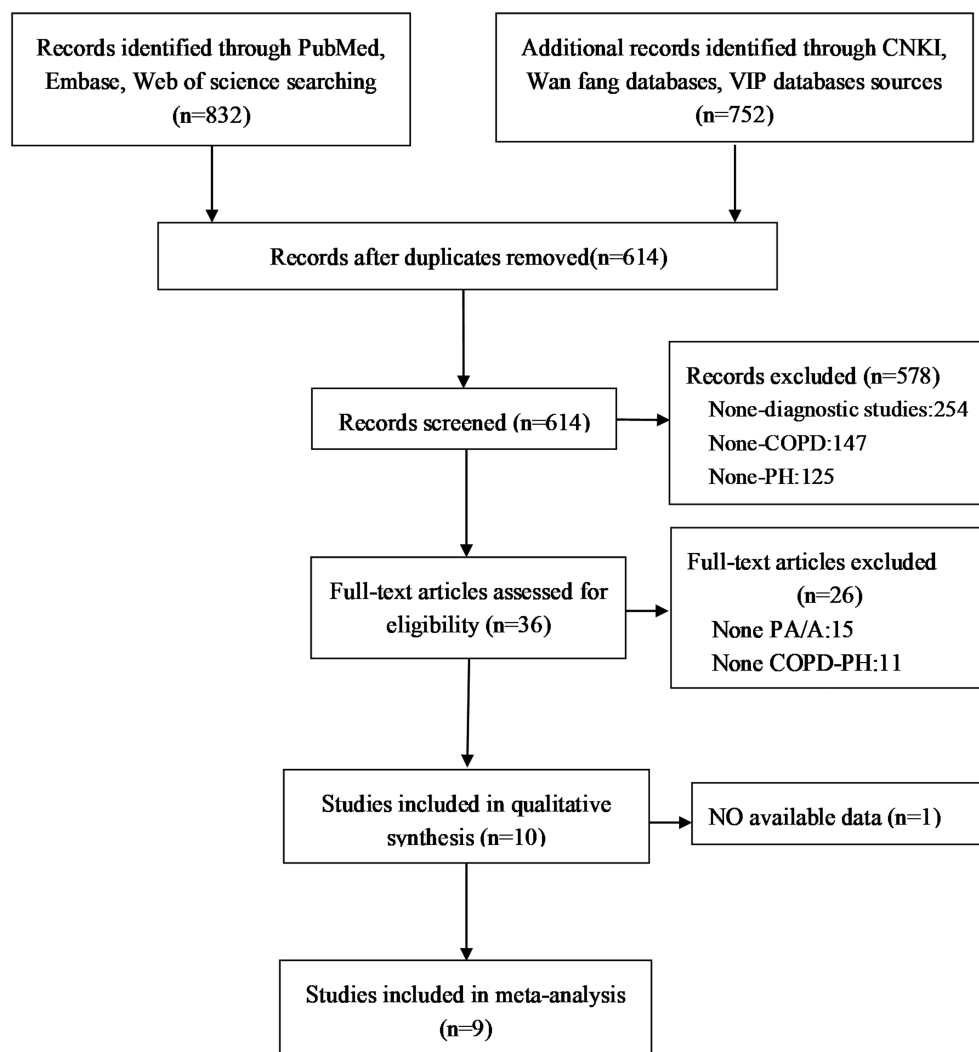 Records identified through PubMed,
Embase, Web of science searching
(n=832)
Additional records identified through CNKI,
Wan fang databases, VIP databases sources
(n=752)
Records after duplicates removed(n=614)
Records screened (n=614)
Records excluded (n=578)
None-diagnostic studies:254
None-COPD:147
None-PH:125
Full-text articles assessed for
eligibility (n=36)
Full-text articles excluded
(n=26)
None PA/A:15
None COPD-PH:11
Studies included in qualitative
synthesis (n=10)
NO available data (n=1)
Studies included in meta-analysis
(n=9)